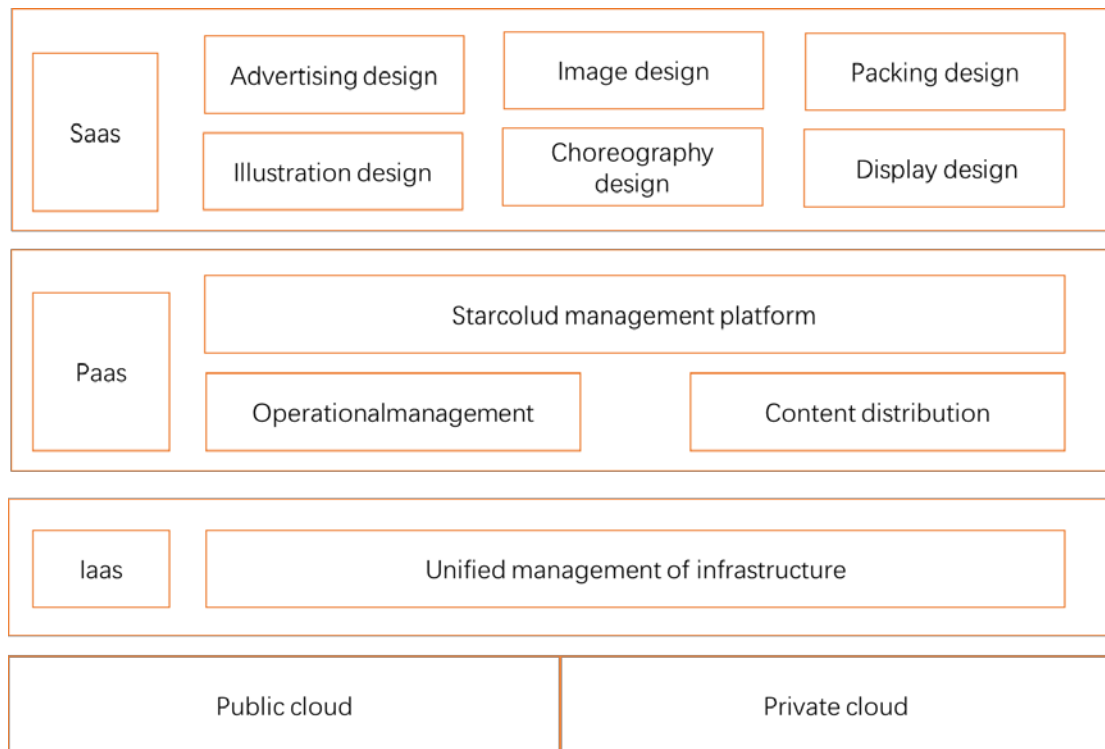 Saas
Advertising design
Image design
Packing design
Illustration design
Choreography
design
Display design
Paas
Starcolud management platform
Operationalmanagement
Content distribution
Iaas
Unified management of infrastructure
Public cloud
Private cloud